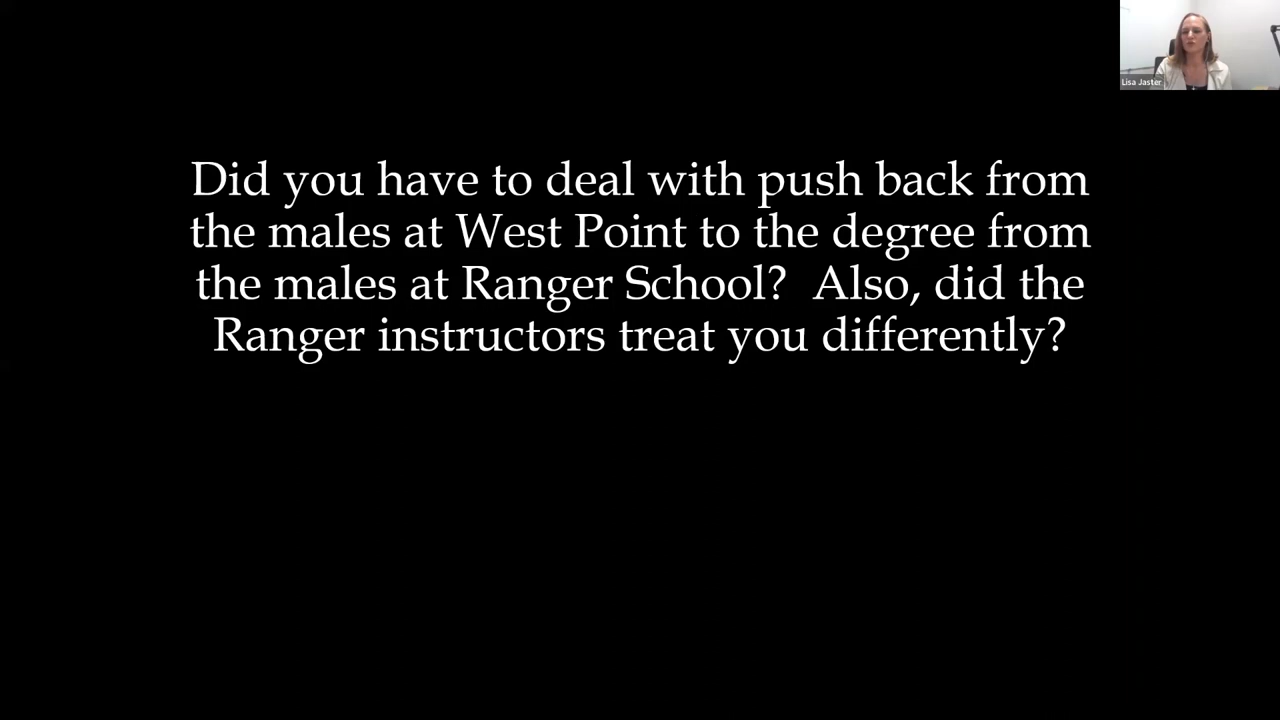 Lisa Jaster
Did you have to deal with push back from
the males at West Point to the degree from
the males at Ranger School?  Also, did the
Ranger instructors treat you differently?